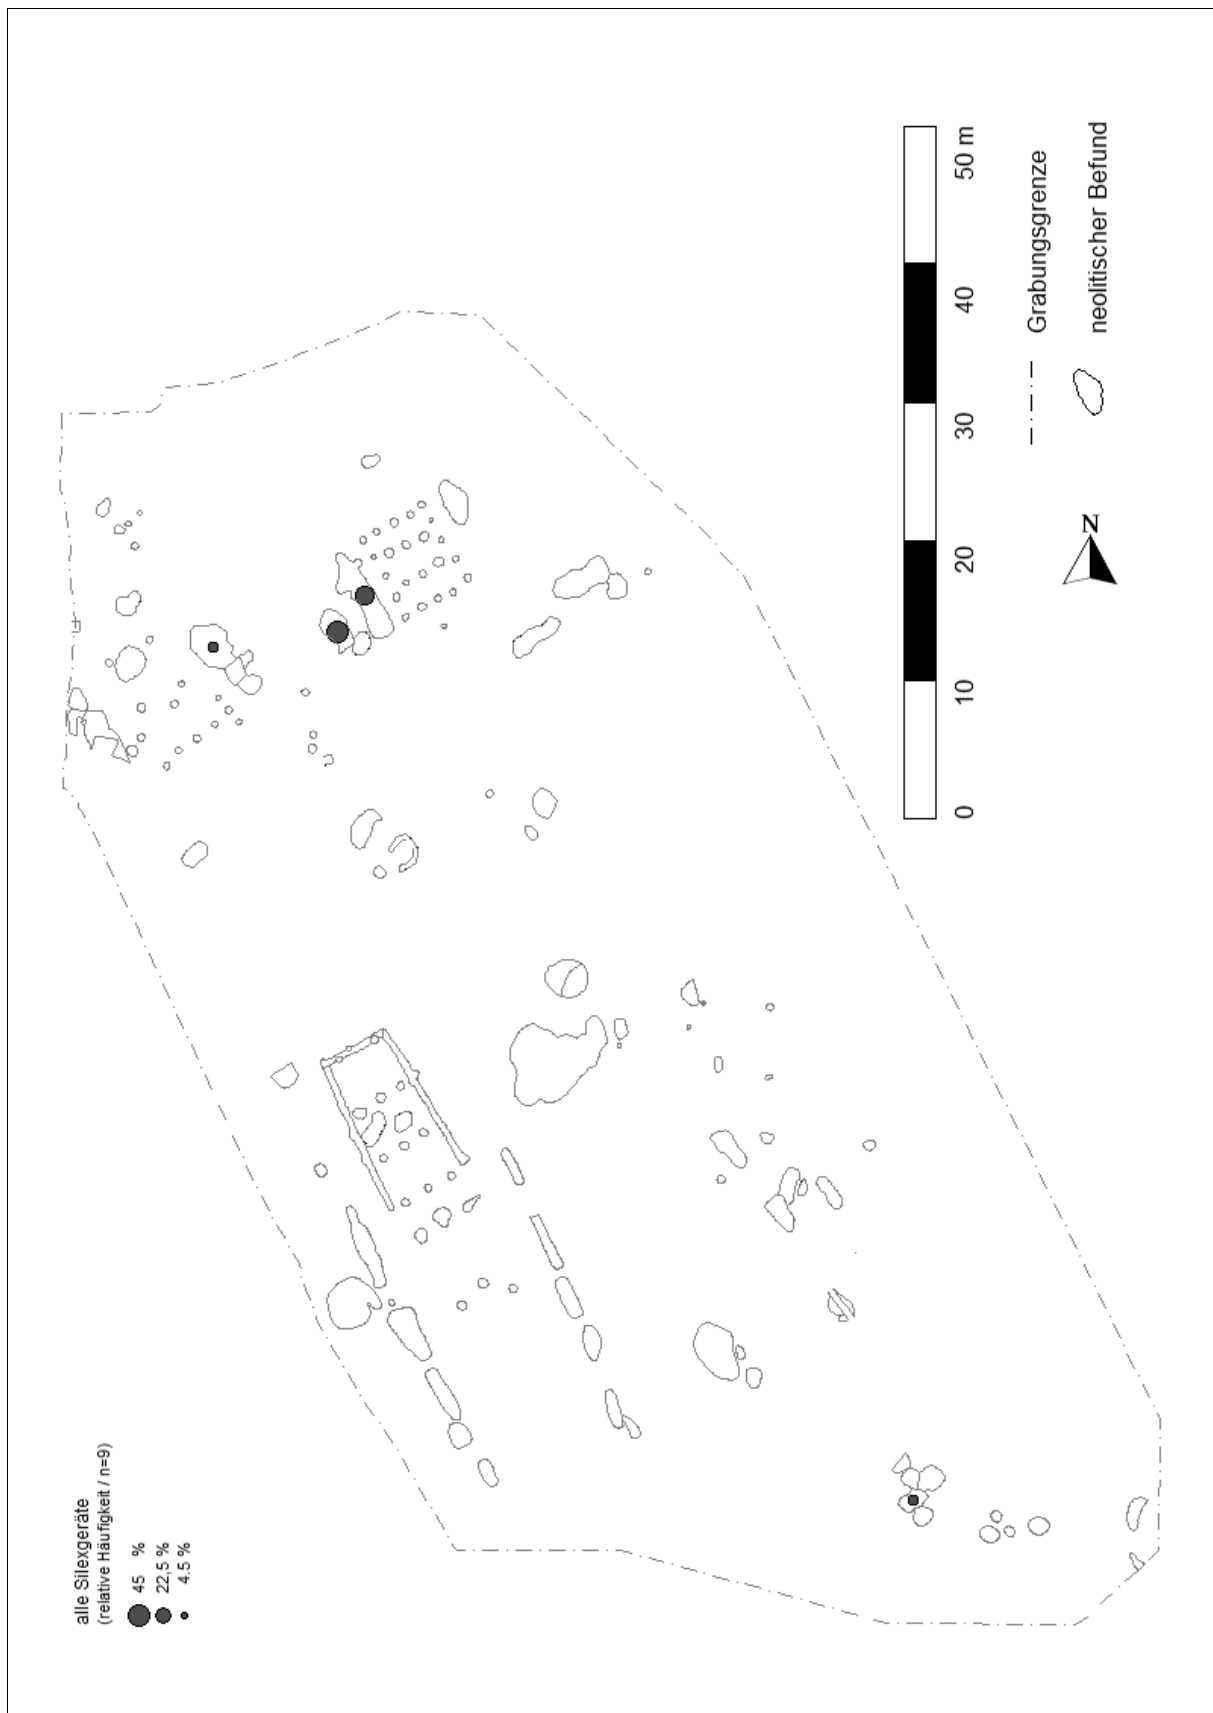 alle Silexgeräte
(relative Häufigkeit / n=9)
45 %
22,5 %
4.5 %
0
10
20
30
40
50 m
Grabungsgrenze
neolitischer Befund
N